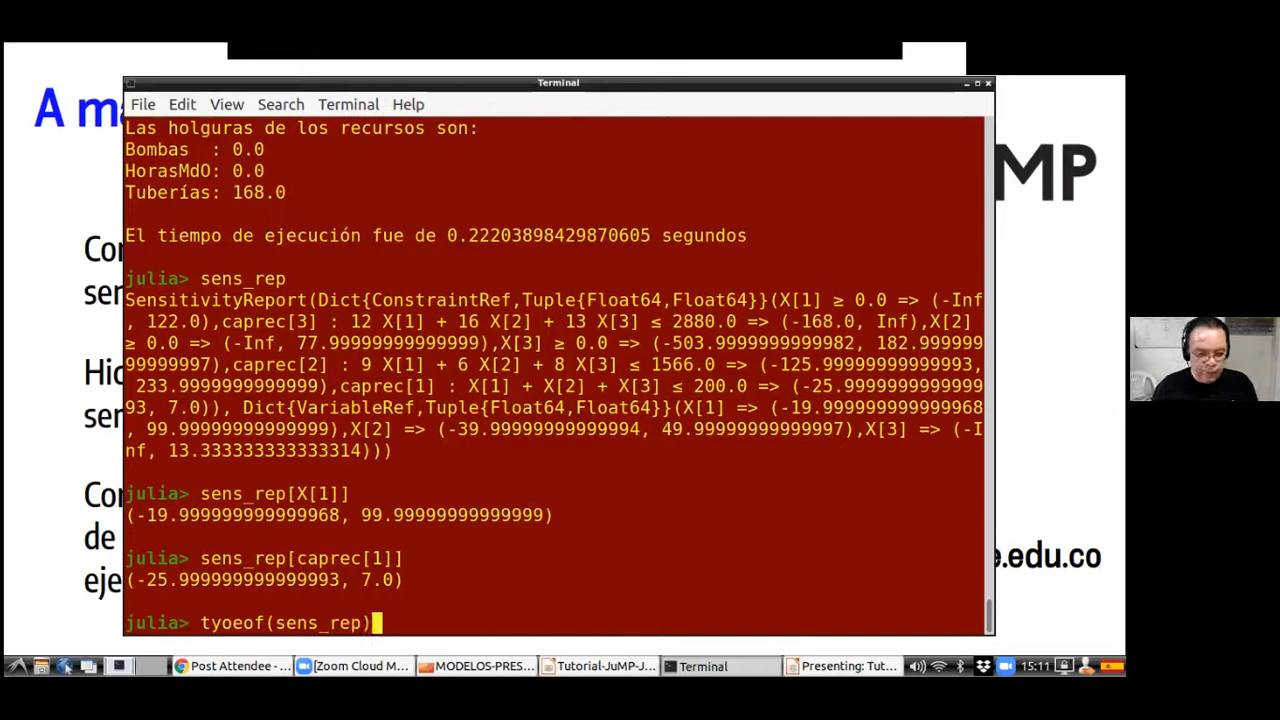 Terminal
File Edit View Search Terminal Help
A ma
MP
Con
sen
Hic
sen
Con
de
ejec
e.edu.co
Las holguras de los recursos son:
Bombas  : 0.0
HorasMdO: 0.0
Tuberías: 168.0
El tiempo de ejecución fue de 0.22203898429870605 segundos
julia> sens_rep
SensitivityReport(Dict{ConstraintRef,Tuple{Float64,Float64}}(X[1] ≥ 0.0 => (-Inf
, 122.0),caprec[3] : 12 X[1] + 16 X[2] + 13 X[3] ≤ 2880.0 => (-168.0, Inf),X[2]
≥ 0.0 => (-Inf, 77.99999999999999),X[3] ≥ 0.0 => (-503.9999999999982, 182.999999
99999997),caprec[2] : 9 X[1] + 6 X[2] + 8 X[3] ≤ 1566.0 => (-125.99999999999993,
233.9999999999999),caprec[1] : X[1] + X[2] + X[3] ≤ 200.0 => (-25.9999999999999
93, 7.0)), Dict{VariableRef,Tuple{Float64,Float64}}(X[1] => (-19.999999999999968
, 99.99999999999999),X[2] => (-39.99999999999994, 49.99999999999997),X[3] => (-I
nf, 13.333333333333314)))
julia> sens_rep[X[1]]
(-19.999999999999968, 99.99999999999999)
julia> sens_rep[caprec[1]]
(-25.999999999999993, 7.0)
julia> tyoeof(sens_rep)
Post Attendee - ... [Zoom Cloud M... MODELOS-PRES... Tutorial-JuMP-J... Terminal Presenting: Tut... 15:11